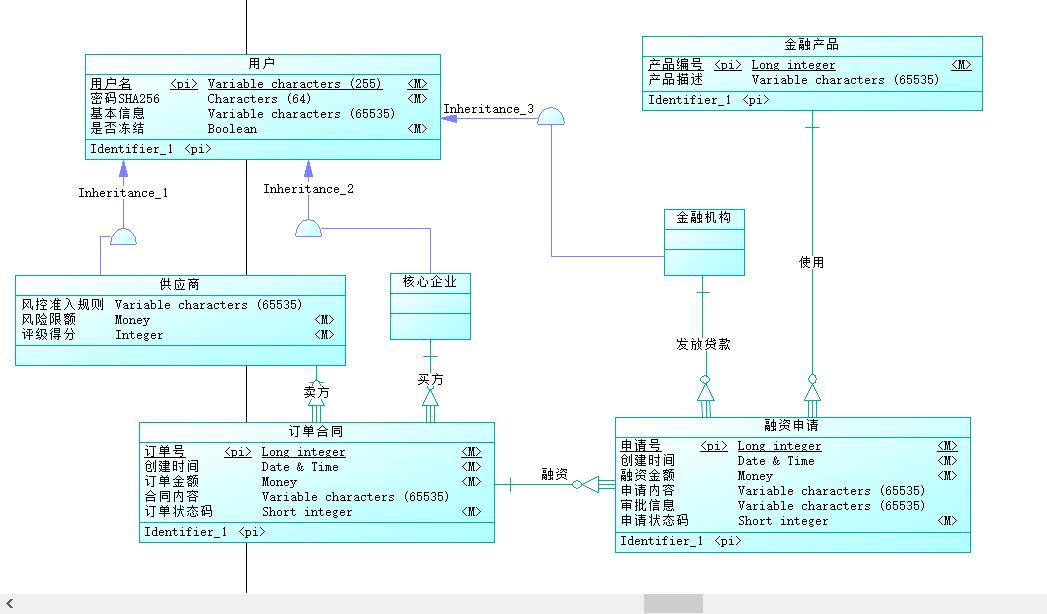 用户
用户名 <pi> Variable characters (255) <M>
密码SHA256 Characters (64) <M>
基本信息 Variable characters (65535)
是否冻结 Boolean <M>
Identifier_1 <pi>
金融产品
产品编号 <pi> Long integer <M>
产品描述 Variable characters (65535)
Identifier_1 <pi>
Inheritance_3
Inheritance_1
Inheritance_2
金融机构
使用
供应商
风控准入规则 Variable characters (65535)
风险限额 Money <M>
评级得分 Integer <M>
核心企业
发放贷款
卖方
买方
订单合同
订单号 <pi> Long integer <M>
创建时间 Date & Time <M>
订单金额 Money <M>
合同内容 Variable characters (65535)
订单状态码 Short integer <M>
Identifier_1 <pi>
融资
融资申请
申请号 <pi> Long integer <M>
创建时间 Date & Time <M>
融资金额 Money <M>
申请内容 Variable characters (65535)
审批信息 Variable characters (65535)
申请状态码 Short integer <M>
Identifier_1 <pi>